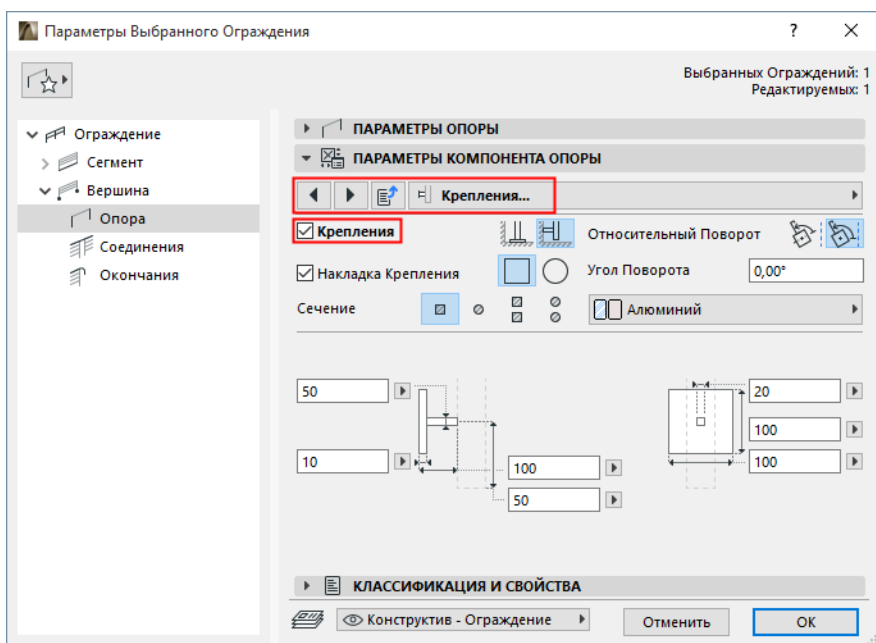 Параметры Выбранного Ограждения
?
Выбранных Ограждений: 1
Редактируемых: 1
Ограждение
Сегмент
Вершина
Опора
Соединения
Окончания
ПАРАМЕТРЫ ОПОРЫ
ПАРАМЕТРЫ КОМПОНЕНТА ОПОРЫ
Крепления...
Крепления
Относительный Поворот
Накладка Крепления
Угол Поворота
0,00°
Сечение
Алюминий
50
20
100
10
100
100
50
КЛАССИФИКАЦИЯ И СВОЙСТВА
Конструктив - Ограждение
Отменить
ОК